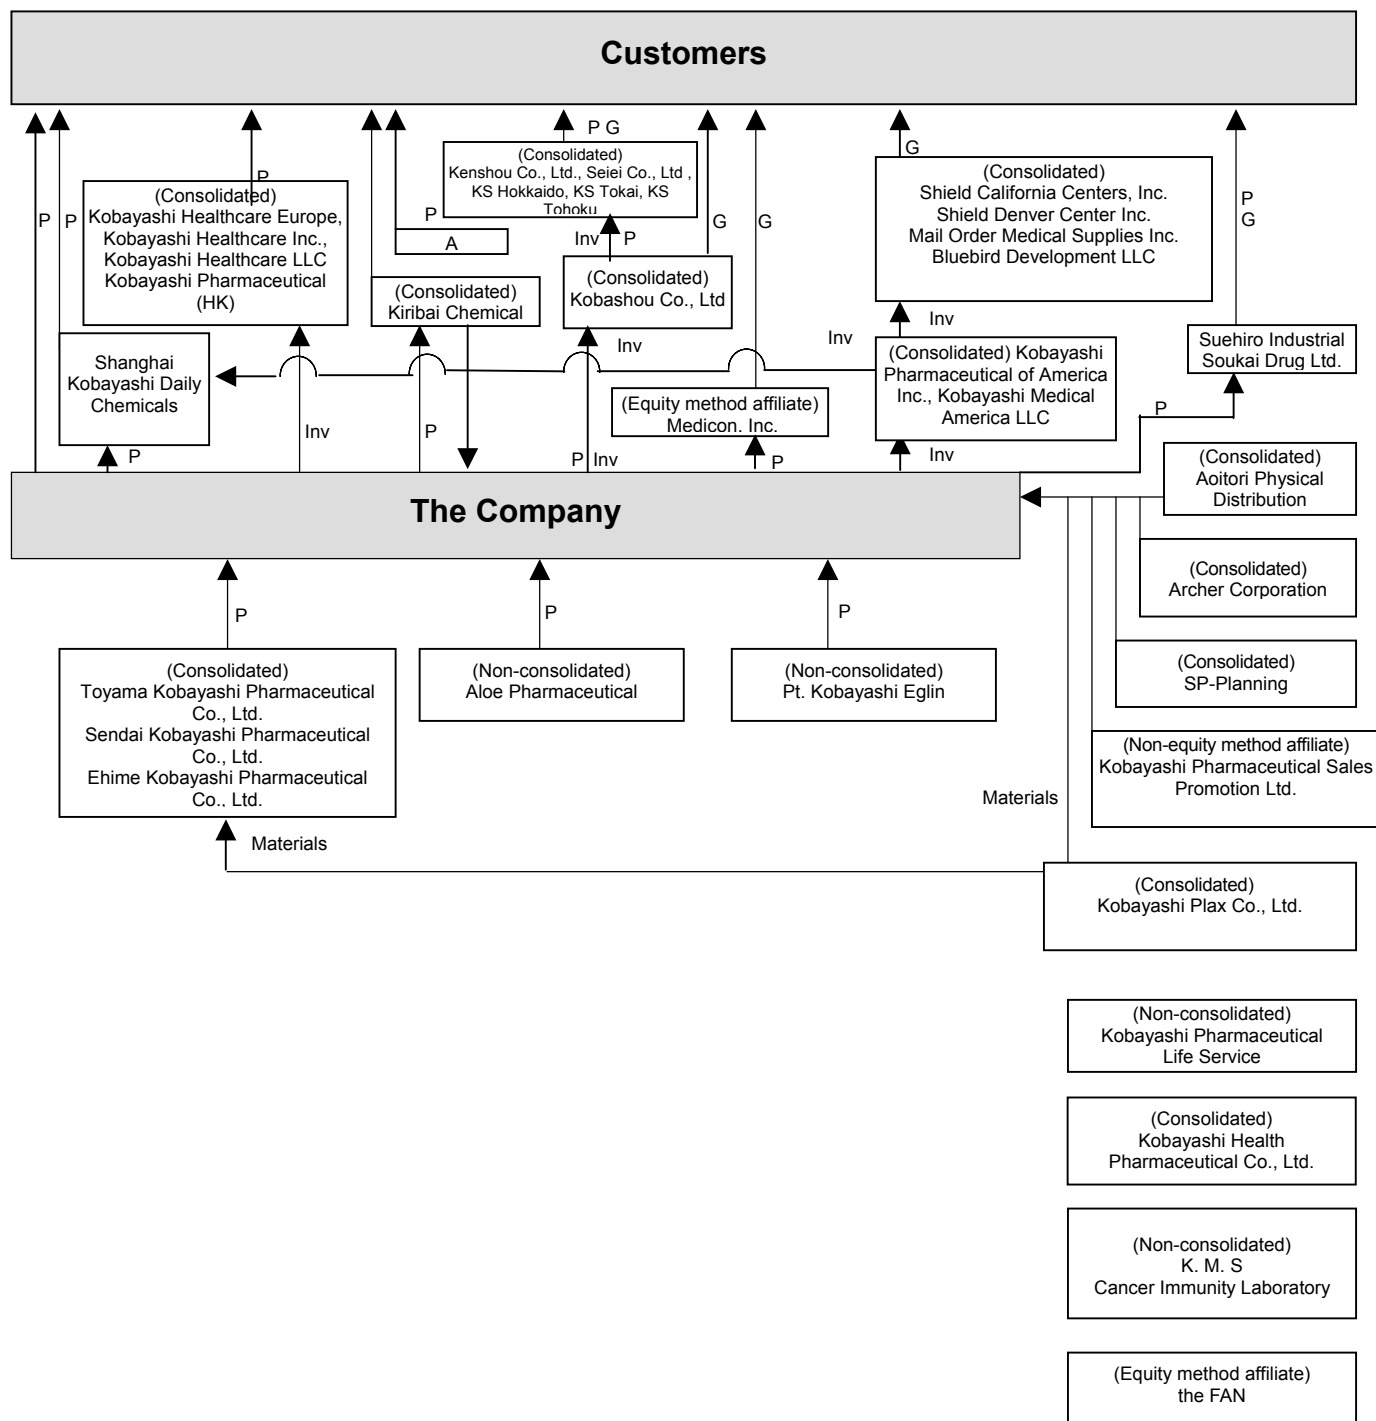 Customers
P
P
P
(Consolidated)
Kobayashi Healthcare Europe,
Kobayashi Healthcare Inc.,
Kobayashi Healthcare LLC
Kobayashi Pharmaceutical
(HK)
P
A
P G
(Consolidated)
Kenshou Co., Ltd., Seiei Co., Ltd ,
KS Hokkaido, KS Tokai, KS
Tohoku
Inv
P
G
G
G
(Consolidated)
Shield California Centers, Inc.
Shield Denver Center Inc.
Mail Order Medical Supplies Inc.
Bluebird Development LLC
P
G
(Consolidated)
Kiribai Chemical
(Consolidated)
Kobashou Co., Ltd
Inv
Inv
Inv
Shanghai
Kobayashi Daily
Chemicals
(Equity method affiliate)
Medicon. Inc.
(Consolidated) Kobayashi
Pharmaceutical of America
Inc., Kobayashi Medical
America LLC
Suehiro Industrial
Soukai Drug Ltd.
P
P
Inv
P
P Inv
P
Inv
The Company
(Consolidated)
Aoitori Physical
Distribution
(Consolidated)
Archer Corporation
P
P
P
(Consolidated)
Toyama Kobayashi Pharmaceutical
Co., Ltd.
Sendai Kobayashi Pharmaceutical
Co., Ltd.
Ehime Kobayashi Pharmaceutical
Co., Ltd.
(Non-consolidated)
Aloe Pharmaceutical
(Non-consolidated)
Pt. Kobayashi Eglin
(Consolidated)
SP-Planning
(Non-equity method affiliate)
Kobayashi Pharmaceutical Sales
Promotion Ltd.
Materials
Materials
(Consolidated)
Kobayashi Plax Co., Ltd.
(Non-consolidated)
Kobayashi Pharmaceutical
Life Service
(Consolidated)
Kobayashi Health
Pharmaceutical Co., Ltd.
(Non-consolidated)
K. M. S
Cancer Immunity Laboratory
(Equity method affiliate)
the FAN